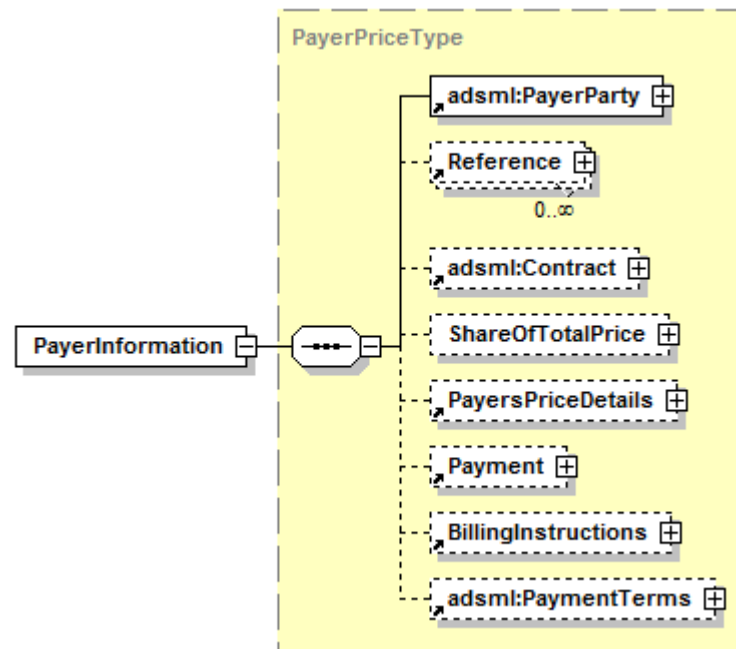 PayerPriceType
adsml:PayerParty
Reference
0..∞
adsml:Contract
PayerInformation
ShareOfTotalPrice
PayersPriceDetails
Payment
BillingInstructions
adsml:PaymentTerms